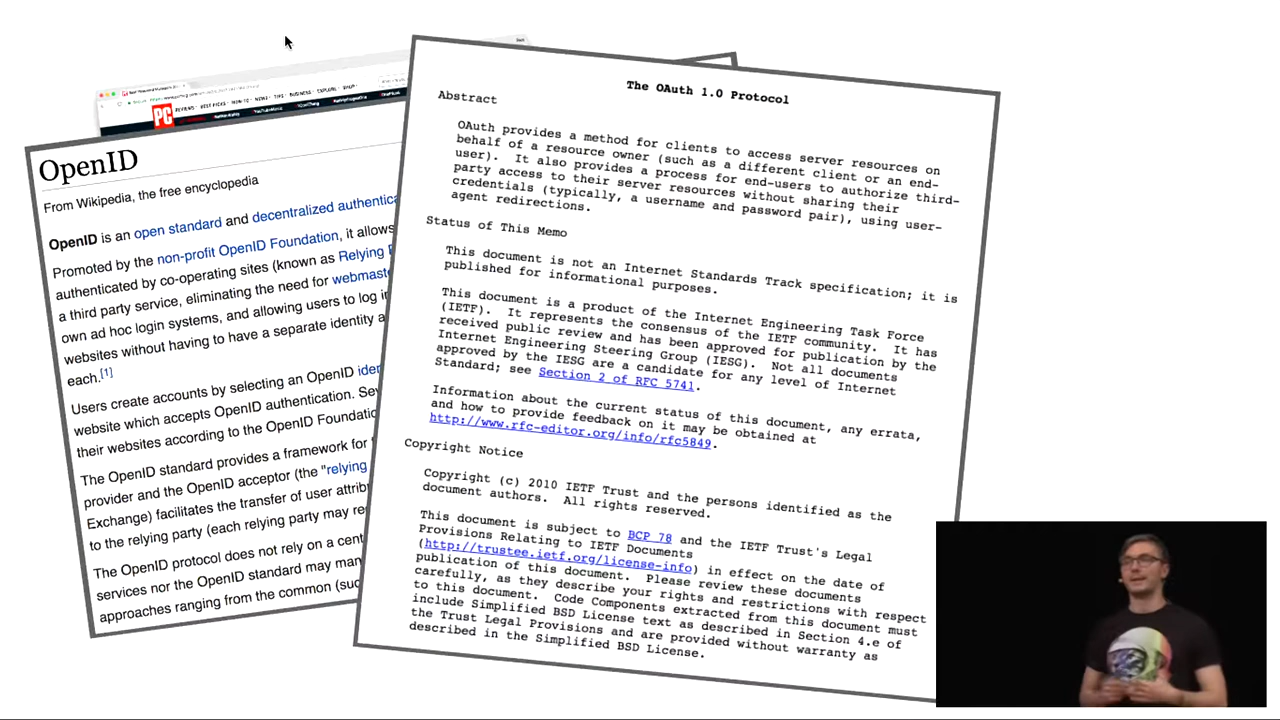 PC
REVIEWS
BEST PICKS
HOW-TO
NEWS
TIPS
BUSINESS
EXPLORE
OpenID
From Wikipedia, the free encyclopedia
OpenID is an open standard and decentralized authentica
Promoted by the non-profit OpenID Foundation, it allows
authenticated by co-operating sites (known as Relying
a third party service, eliminating the need for webmaste
own ad hoc login systems, and allowing users to log in
websites without having to have a separate identity a
each.[1]
Users create accounts by selecting an OpenID iden
website which accepts OpenID authentication. Sev
their websites according to the OpenID Foundatio
The OpenID standard provides a framework for
provider and the OpenID acceptor (the "relying
Exchange) facilitates the transfer of user attrib
to the relying party (each relying party may re
The OpenID protocol does not rely on a cent
services nor the OpenID standard may man
approaches ranging from the common (suc
The OAuth 1.0 Protocol
Abstract
OAuth provides a method for clients to access server resources on
behalf of a resource owner (such as a different client or an end-
user). It also provides a process for end-users to authorize third-
party access to their server resources without sharing their
credentials (typically, a username and password pair), using user-
agent redirections.
Status of This Memo
This document is not an Internet Standards Track specification; it is
published for informational purposes.
This document is a product of the Internet Engineering Task Force
(IETF). It represents the consensus of the IETF community. It has
received public review and has been approved for publication by the
Internet Engineering Steering Group (IESG). Not all documents
approved by the IESG are a candidate for any level of Internet
Standard; see Section 2 of RFC 5741.
Information about the current status of this document, any errata,
and how to provide feedback on it may be obtained at
http://www.rfc-editor.org/info/rfc5849.
Copyright Notice
Copyright (c) 2010 IETF Trust and the persons identified as the
document authors. All rights reserved.
This document is subject to BCP 78 and the IETF Trust's Legal
Provisions Relating to IETF Documents
(http://trustee.ietf.org/license-info) in effect on the date of
publication of this document. Please review these documents
carefully, as they describe your rights and restrictions with respect
to this document. Code Components extracted from this document must
include Simplified BSD License text as described in Section 4.e of
the Trust Legal Provisions and are provided without warranty as
described in the Simplified BSD License.